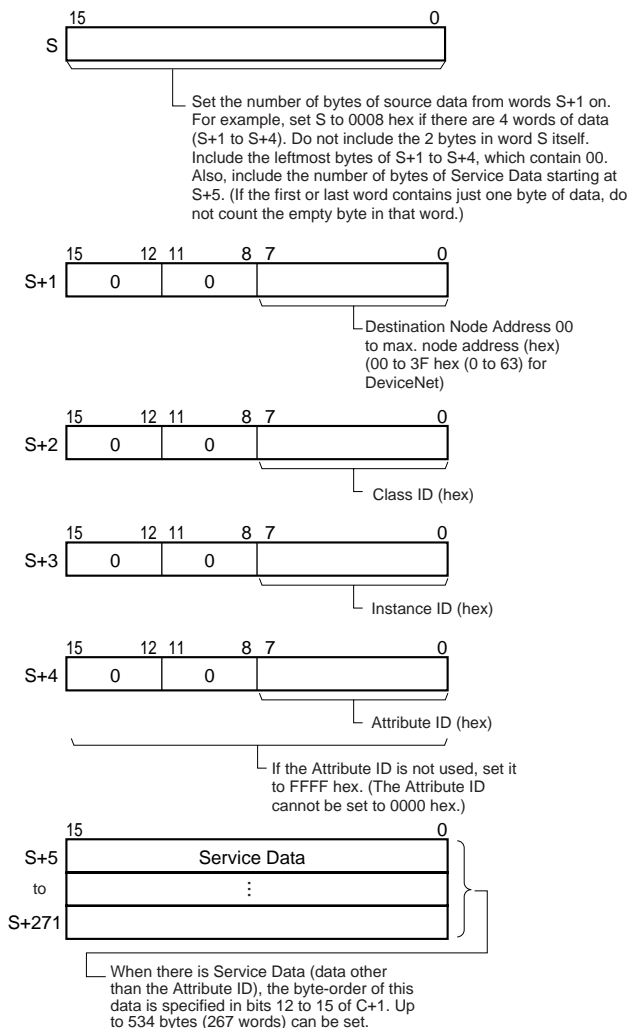 15 0
S
Set the number of bytes of source data from words S+1 on.
For example, set S to 0008 hex if there are 4 words of data
(S+1 to S+4). Do not include the 2 bytes in word S itself.
Include the leftmost bytes of S+1 to S+4, which contain 00.
Also, include the number of bytes of Service Data starting at
S+5. (If the first or last word contains just one byte of data, do
not count the empty byte in that word.)
15 12 11 8 7 0
S+1 0 0
Destination Node Address 00
to max. node address (hex)
(00 to 3F hex (0 to 63) for
DeviceNet)
15 12 11 8 7 0
S+2 0 0
Class ID (hex)
15 12 11 8 7 0
S+3 0 0
Instance ID (hex)
15 12 11 8 7 0
S+4 0 0
Attribute ID (hex)
If the Attribute ID is not used, set it
to FFFF hex. (The Attribute ID
cannot be set to 0000 hex.)
15 0
S+5 Service Data
to ⋮
S+271
When there is Service Data (data other
than the Attribute ID), the byte-order of this
data is specified in bits 12 to 15 of C+1. Up
to 534 bytes (267 words) can be set.